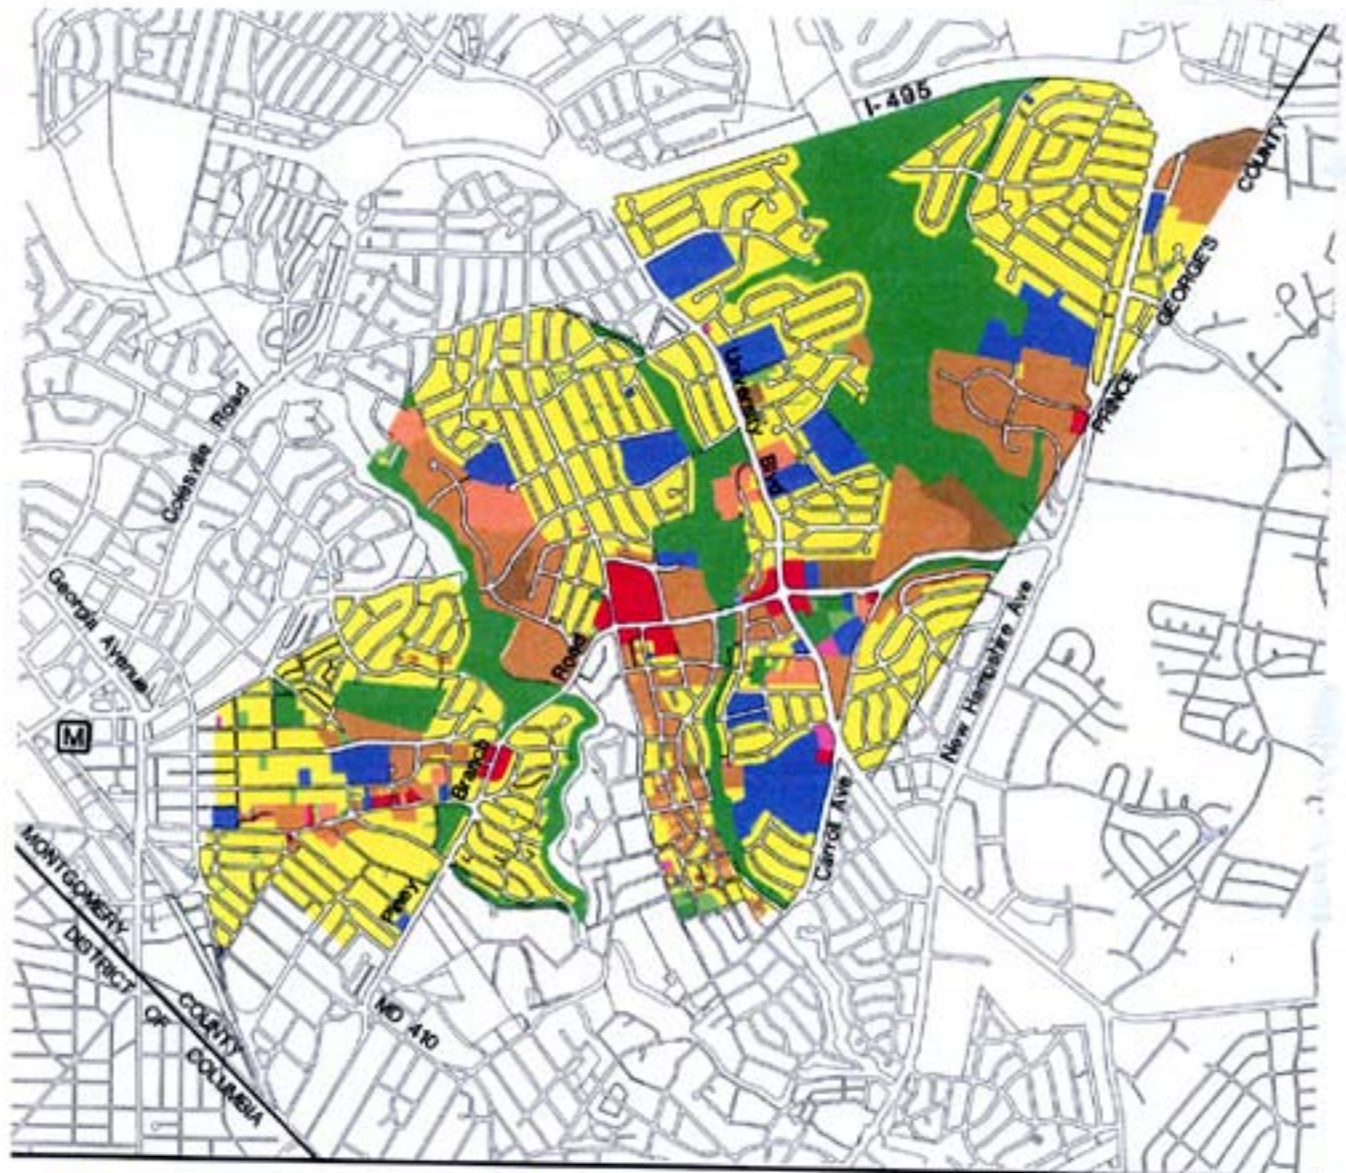 I-495
COUNTY
GEORGE'S
PRINCE
University
Blvd
Colesville Road
Georgia Avenue
M
Road
Branch
Piney
New Hampshire Ave
Carroll Ave
MONTGOMERY
COUNTY
DISTRICT
OF
COLUMBIA
MD 410